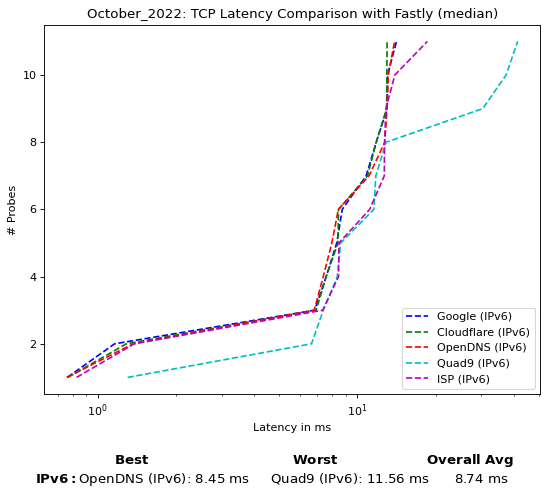 October_2022: TCP Latency Comparison with Fastly (median)
10
8
6
4
2
# Probes
Google (IPv6)
Cloudflare (IPv6)
OpenDNS (IPv6)
Quad9 (IPv6)
ISP (IPv6)
10⁰ 10¹
Latency in ms
Best Worst Overall Avg
IPv6: OpenDNS (IPv6): 8.45 ms Quad9 (IPv6): 11.56 ms 8.74 ms